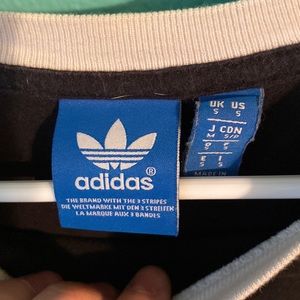 adidas®
THE BRAND WITH THE 3 STRIPES
DIE WELTMARKE MIT DEN 3 STREIFEN
LA MARQUE AUX 3 BANDES
UK US
S S
J CDN
M S/P
S S
S S
MADE IN